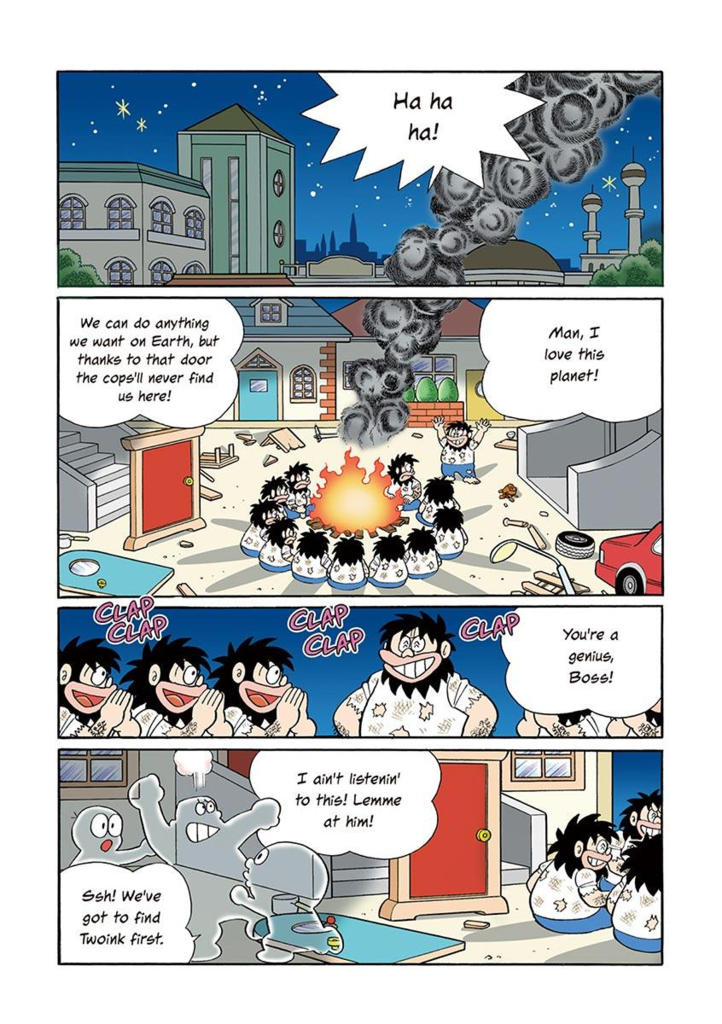 Ha ha
ha!
We can do anything
we want on Earth, but
thanks to that door
the cops'll never find
us here!
Man, I
love this
planet!
CLAP
CLAP
CLAP
CLAP
CLAP
You're a
genius,
Boss!
I ain't listenin'
to this! Lemme
at him!
Ssh! We've
got to find
Twoink first.